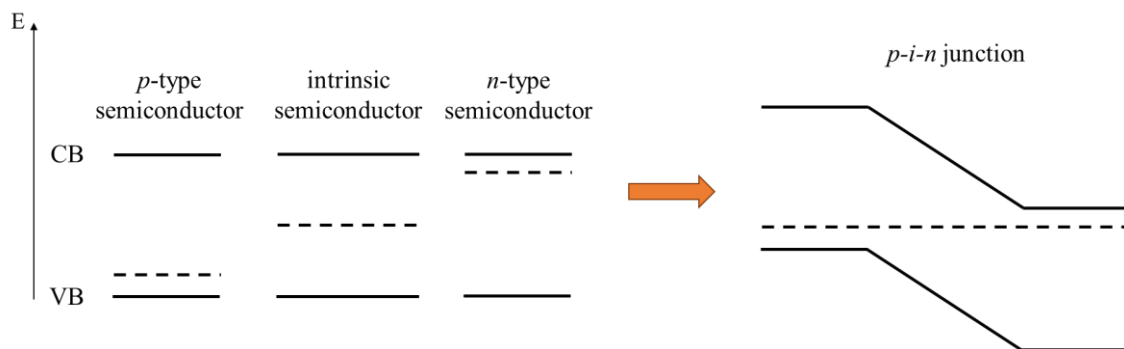 E
p-type
semiconductor
intrinsic
semiconductor
n-type
semiconductor
p-i-n junction
CB
VB